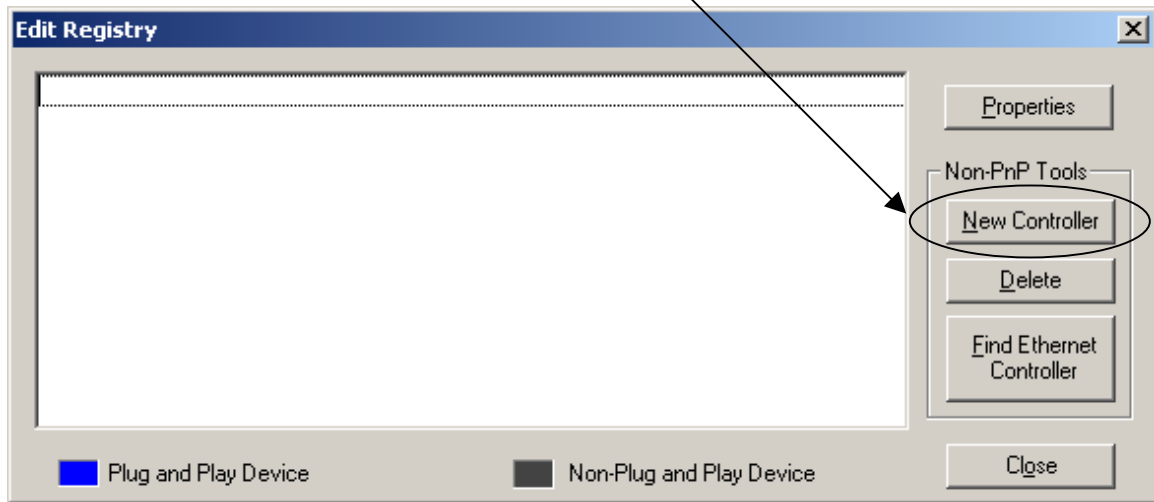 Edit Registry
Properties
Non-PnP Tools
New Controller
Delete
Find Ethernet
Controller
Plug and Play Device
Non-Plug and Play Device
Close